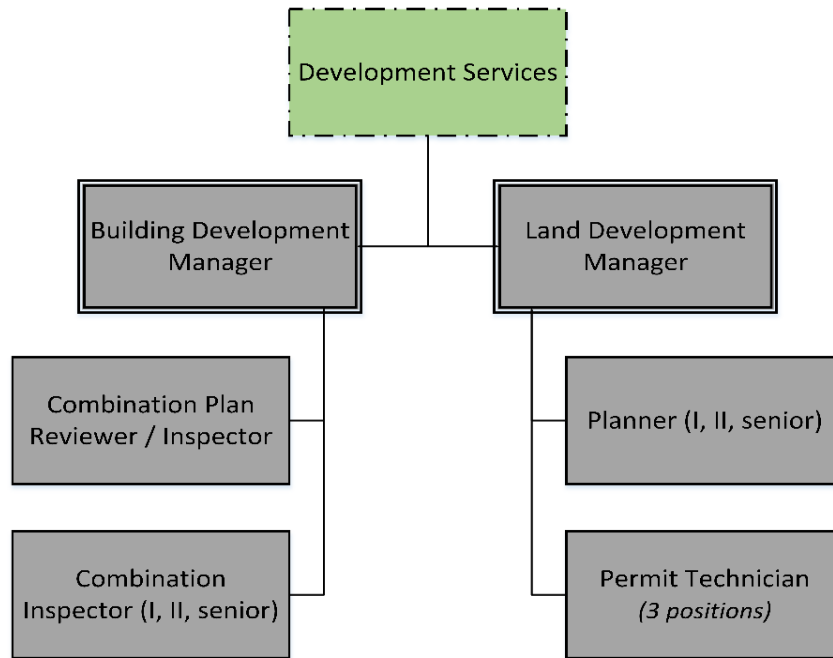 Development Services
Building Development
Manager
Land Development
Manager
Combination Plan
Reviewer / Inspector
Planner (I, II, senior)
Combination
Inspector (I, II, senior)
Permit Technician
(3 positions)